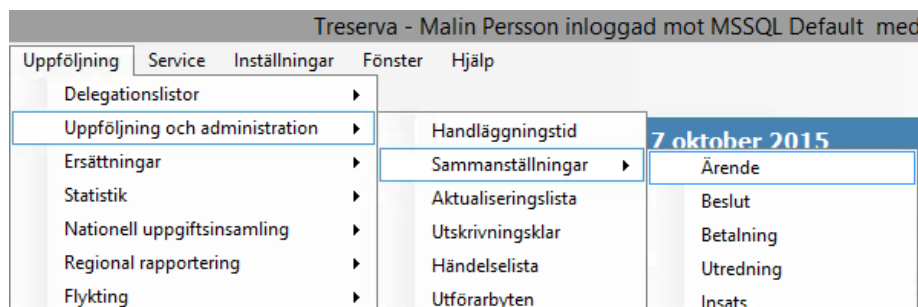 Treserva - Malin Persson inloggad mot MSSQL Default med
Uppföljning Service Inställningar Fönster Hjälp
Delegationslistor
Uppföljning och administration
Ersättningar
Statistik
Nationell uppgiftsinsamling
Regional rapportering
Flykting
Handläggningstid
Sammanställningar
Aktualiseringslista
Utskrivningsklar
Händelselista
Utförarbyten
7 oktober 2015
Ärende
Beslut
Betalning
Utredning
Insats